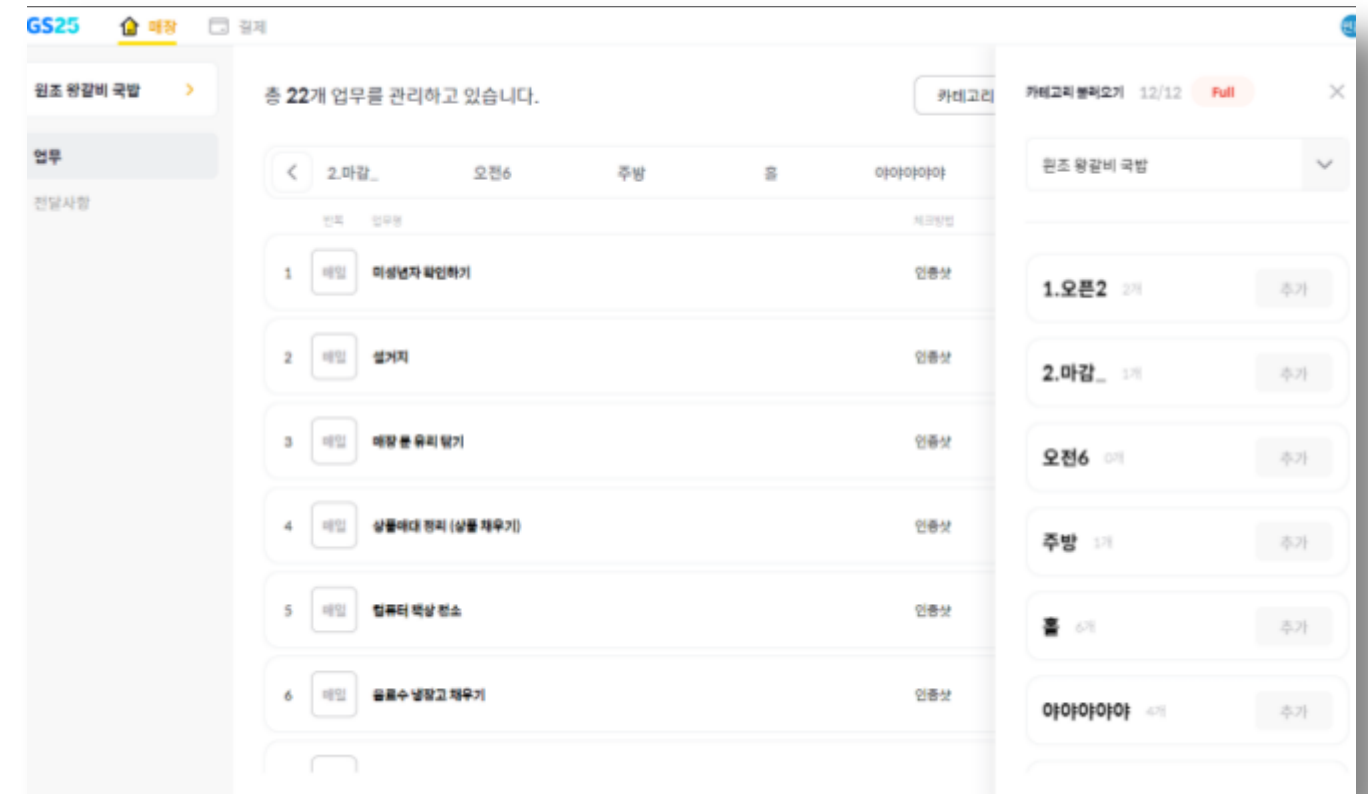 GS25 매장 결제
원조 왕갈비 국밥
업무
전달사항
총 22개 업무를 관리하고 있습니다.
카테고리
2.마감_ 오전6 주방 홀 야야야야야
반복 업무명 체크방법
1 매일 미성년자 확인하기 인증샷
2 매일 설거지 인증샷
3 매일 매장 문 유리 닦기 인증샷
4 매일 상품매대 정리 (상품 채우기) 인증샷
5 매일 컴퓨터 책상 청소 인증샷
6 매일 음료수 냉장고 채우기 인증샷
카테고리 불러오기 12/12 Full
원조 왕갈비 국밥
1.오픈2 2개 추가
2.마감_ 1개 추가
오전6 0개 추가
주방 1개 추가
홀 6개 추가
야야야야야 4개 추가